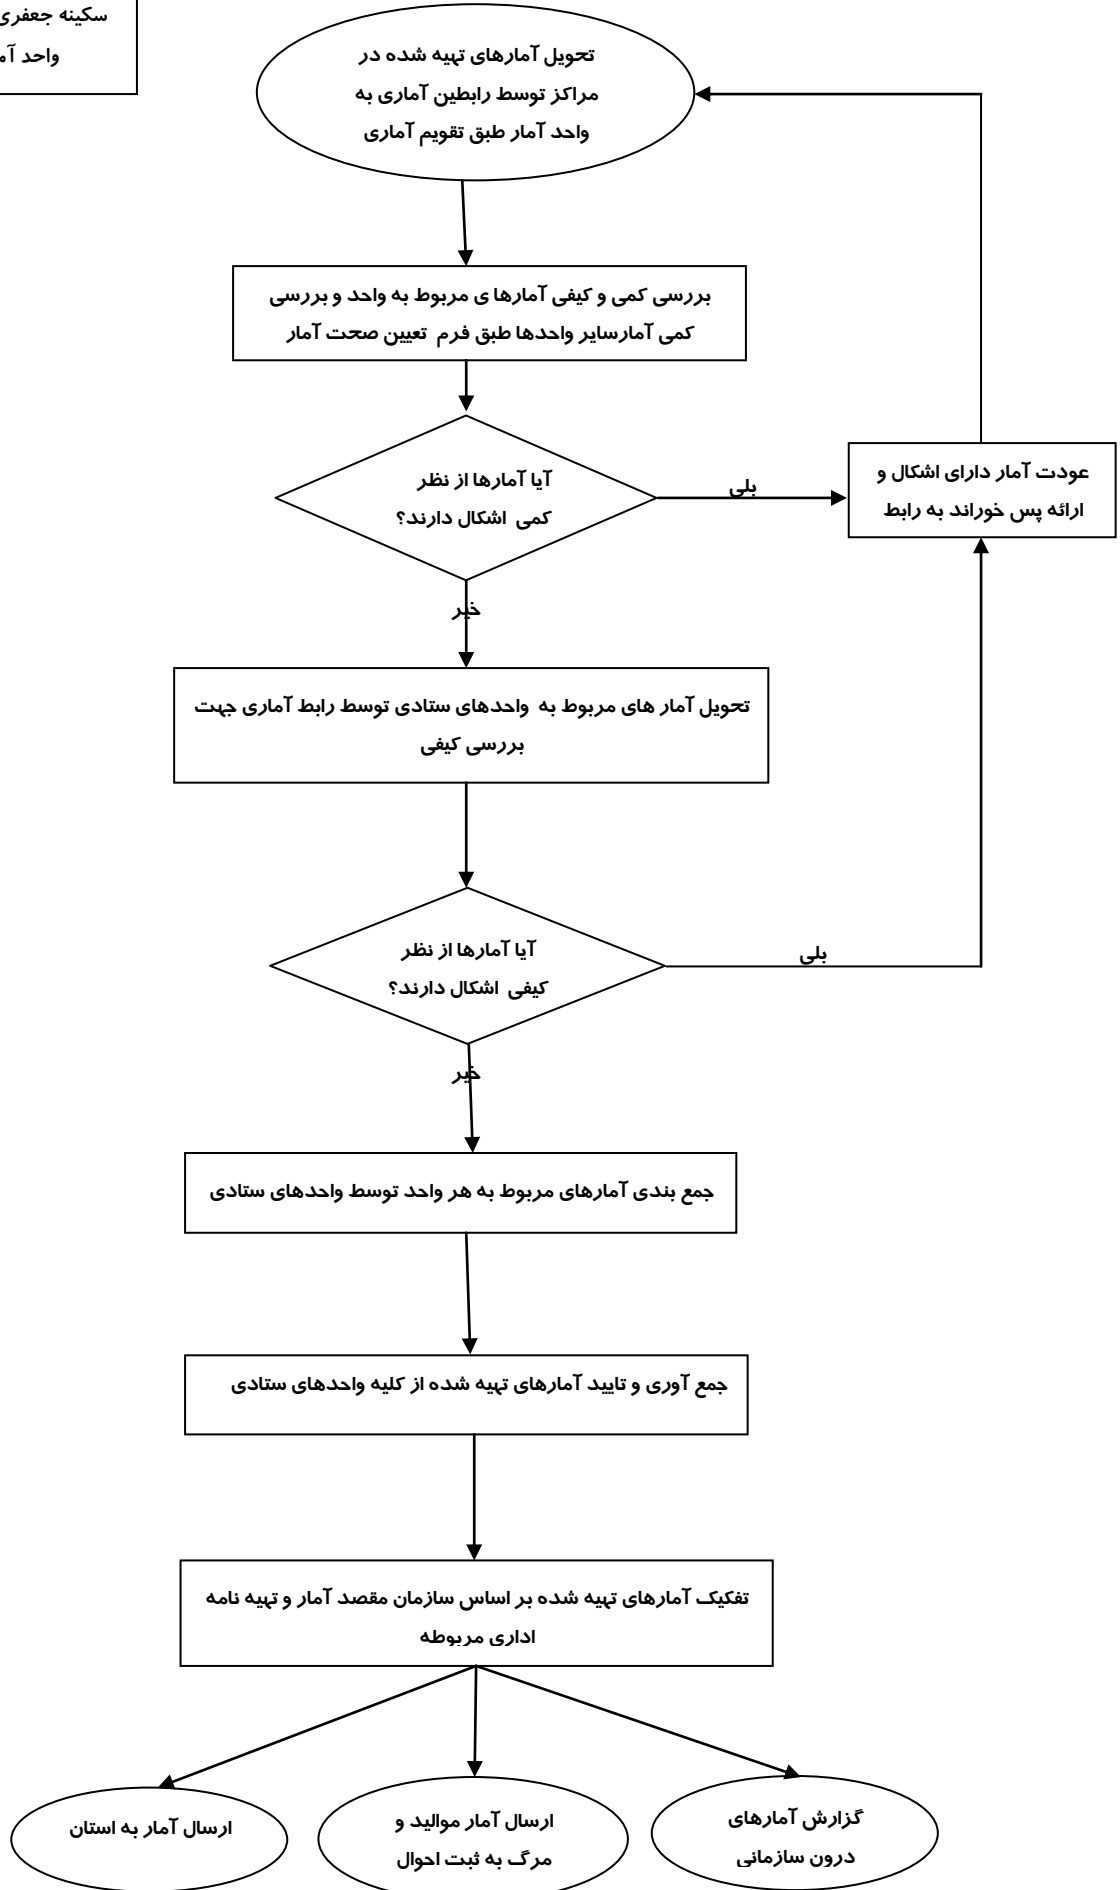 سکینه جعفری
واحد
تحویل آمارهای تهیه شده در
مراکز توسط رابطین آماری به
واحد آمار طبق تقویم آماری
بررسی کمی و کیفی آمارها ی مربوط به واحد و بررسی
کمی آمارسایر واحدها طبق فرم تعیین صحت آمار
آیا آمارها از نظر
کمی اشکال دارند؟
بلی
عودت آمار دارای اشکال و
ارائه پس خوراند به رابط
خیر
تحویل آمار های مربوط به واحدهای ستادی توسط رابط آماری جهت
بررسی کیفی
آیا آمارها از نظر
کیفی اشکال دارند؟
بلی
خیر
جمع بندی آمارهای مربوط به هر واحد توسط واحدهای ستادی
جمع آوری و تایید آمارهای تهیه شده از کلیه واحدهای ستادی
تفکیک آمارهای تهیه شده بر اساس سازمان مقصد آمار و تهیه نامه
اداری مربوطه
گزارش آمارهای
درون سازمانی
ارسال آمار موالید و
مرگ به ثبت احوال
ارسال آمار به استان